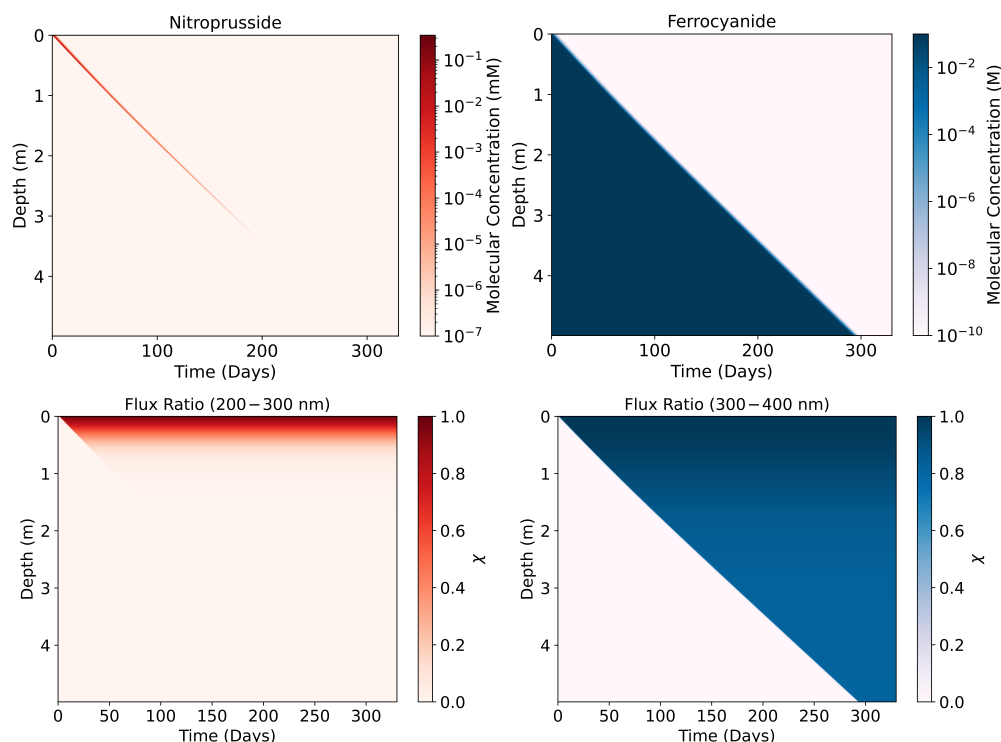 Nitroprusside
0
1
2
3
4
Depth (m)
0 100 200 300
Time (Days)
10⁻¹
10⁻²
10⁻³
10⁻⁴
10⁻⁵
10⁻⁶
10⁻⁷
Molecular Concentration (mM)
Ferrocyanide
0
1
2
3
4
Depth (m)
0 100 200 300
Time (Days)
10⁻²
10⁻⁴
10⁻⁶
10⁻⁸
10⁻¹⁰
Molecular Concentration (M)
Flux Ratio (200−300 nm)
0
1
2
3
4
Depth (m)
0 50 100 150 200 250 300
Time (Days)
1.0
0.8
0.6
0.4
0.2
0.0
χ
Flux Ratio (300−400 nm)
0
1
2
3
4
Depth (m)
0 50 100 150 200 250 300
Time (Days)
1.0
0.8
0.6
0.4
0.2
0.0
χ